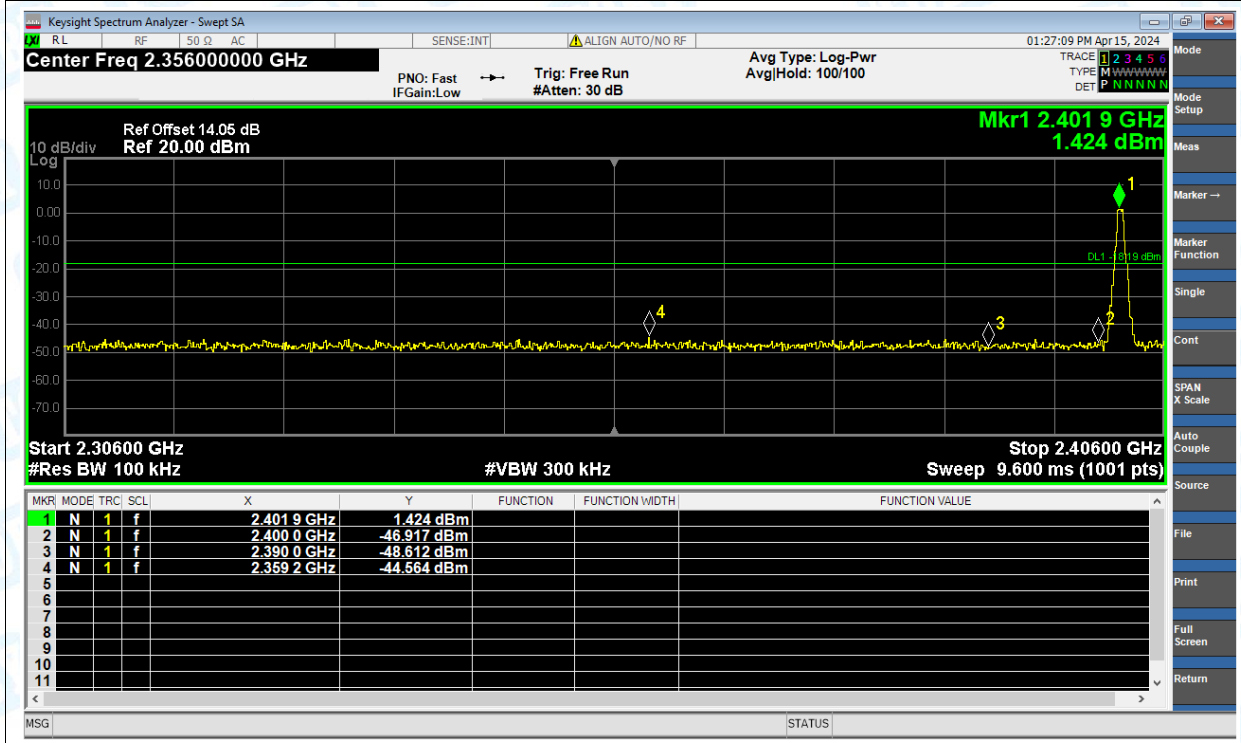 Keysight Spectrum Analyzer - Swept SA
LXI RL RF 50 Ω AC SENSE:INT ALIGN AUTO/NO RF 01:27:09 PM Apr 15, 2024
Center Freq 2.356000000 GHz
PNO: Fast
IFGain:Low
Trig: Free Run
#Atten: 30 dB
Avg Type: Log-Pwr
Avg|Hold: 100/100
TRACE 1 2 3 4 5 6
TYPE M W W W W W
DET P N N N N N
Ref Offset 14.05 dB
10 dB/div Ref 20.00 dBm
Log
Mkr1 2.401 9 GHz
1.424 dBm
10.0
0.00
-10.0
-20.0
-30.0
-40.0
-50.0
-60.0
-70.0
1
DL1 -18.19 dBm
4
3
2
Start 2.30600 GHz Stop 2.40600 GHz
#Res BW 100 kHz #VBW 300 kHz Sweep 9.600 ms (1001 pts)
MKR MODE TRC SCL X Y FUNCTION FUNCTION WIDTH FUNCTION VALUE
1 N 1 f 2.401 9 GHz 1.424 dBm
2 N 1 f 2.400 0 GHz -46.917 dBm
3 N 1 f 2.390 0 GHz -48.612 dBm
4 N 1 f 2.359 2 GHz -44.564 dBm
5
6
7
8
9
10
11
MSG STATUS
Mode
Mode
Setup
Meas
Marker →
Marker
Function
Single
Cont
SPAN
X Scale
Auto
Couple
Source
File
Print
Full
Screen
Return